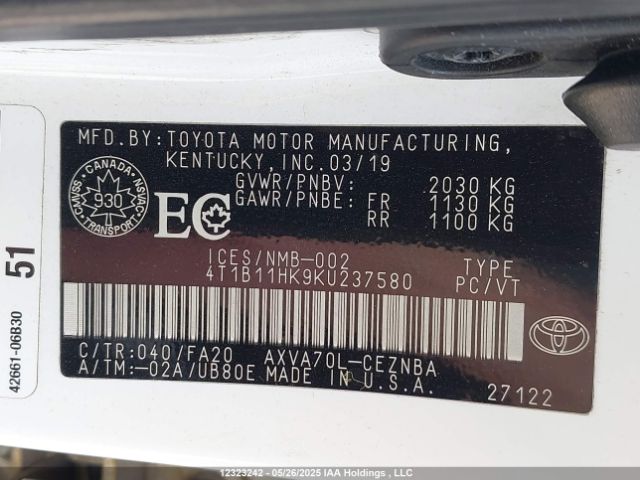 MFD.BY:TOYOTA MOTOR MANUFACTURING,
KENTUCKY,INC.03/19
GVWR/PNBV: 2030 KG
GAWR/PNBE: FR 1130 KG
RR 1100 KG
CANADA
CMVSS 930 NSVAC
EC
ICES/NMB-002 TYPE
4T1B11HK9KU237580 PC/VT
C/TR:040/FA20 AXVA70L-CEZNBA
A/TM:-02A/UB80E MADE IN U.S.A.
27122
51
42661-06B30
12323242 - 05/26/2025 IAA Holdings , LLC